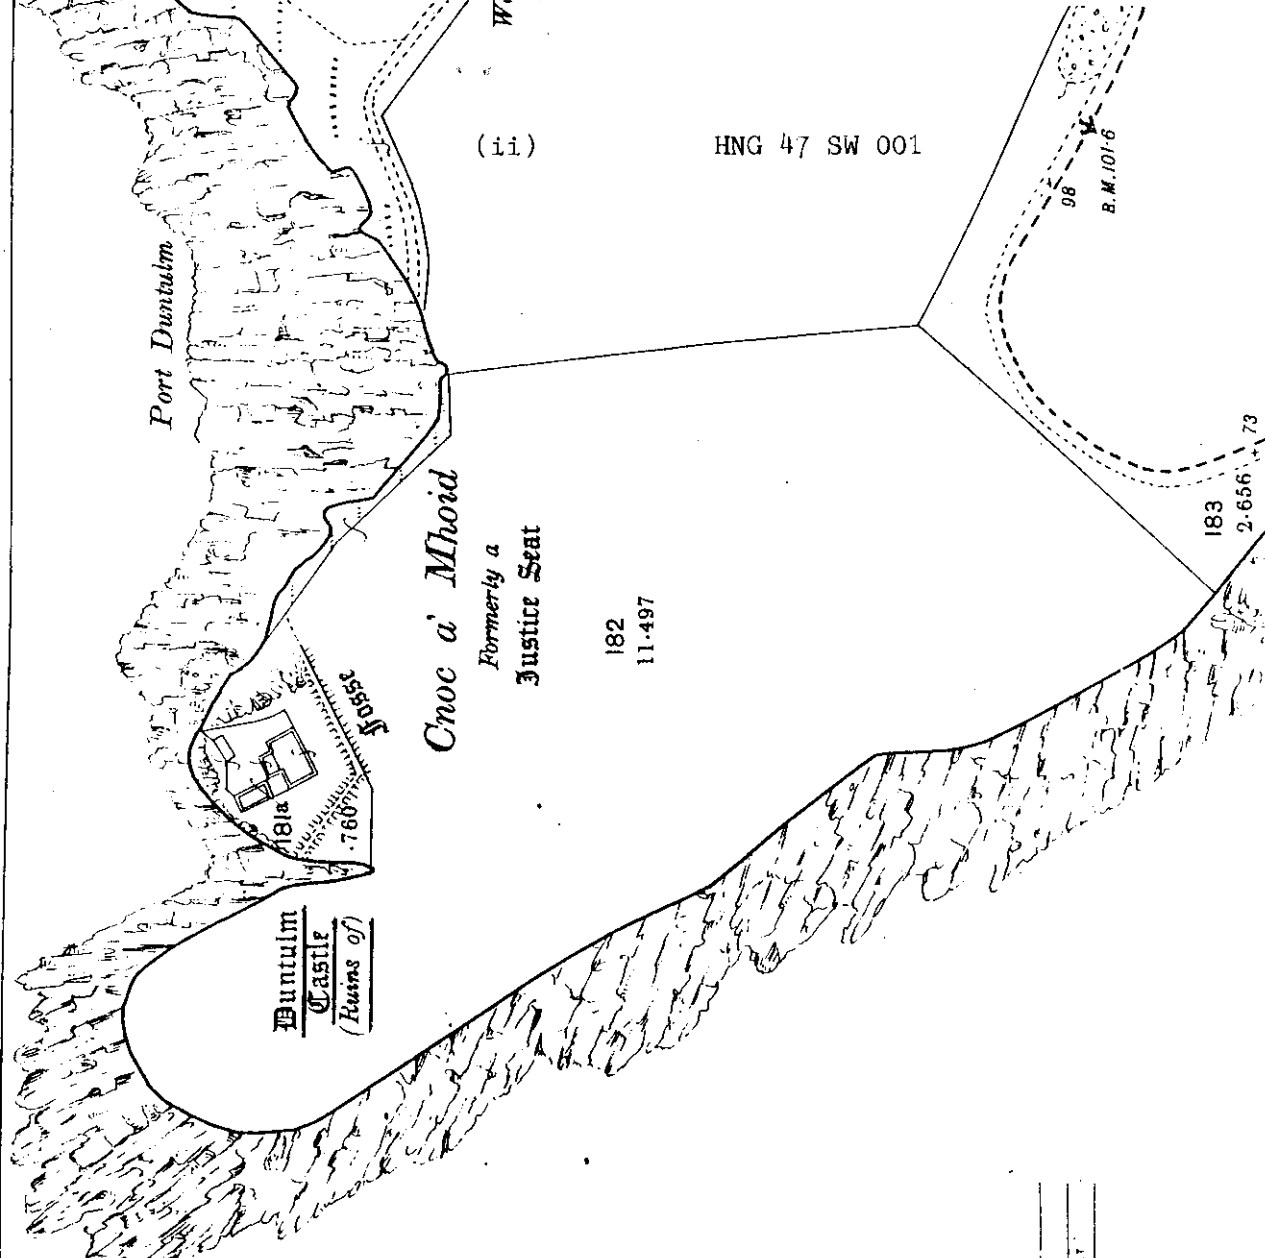 (ii)
HNG 47 SW 001
Port Duntulm
Cnoc a' Mhoid
Formerly a
Justice Seat
182
11·497
Fosse
181a
·760
Duntulm
Castle
(Ruins of)
98
B.M.101·6
183
2·656
73